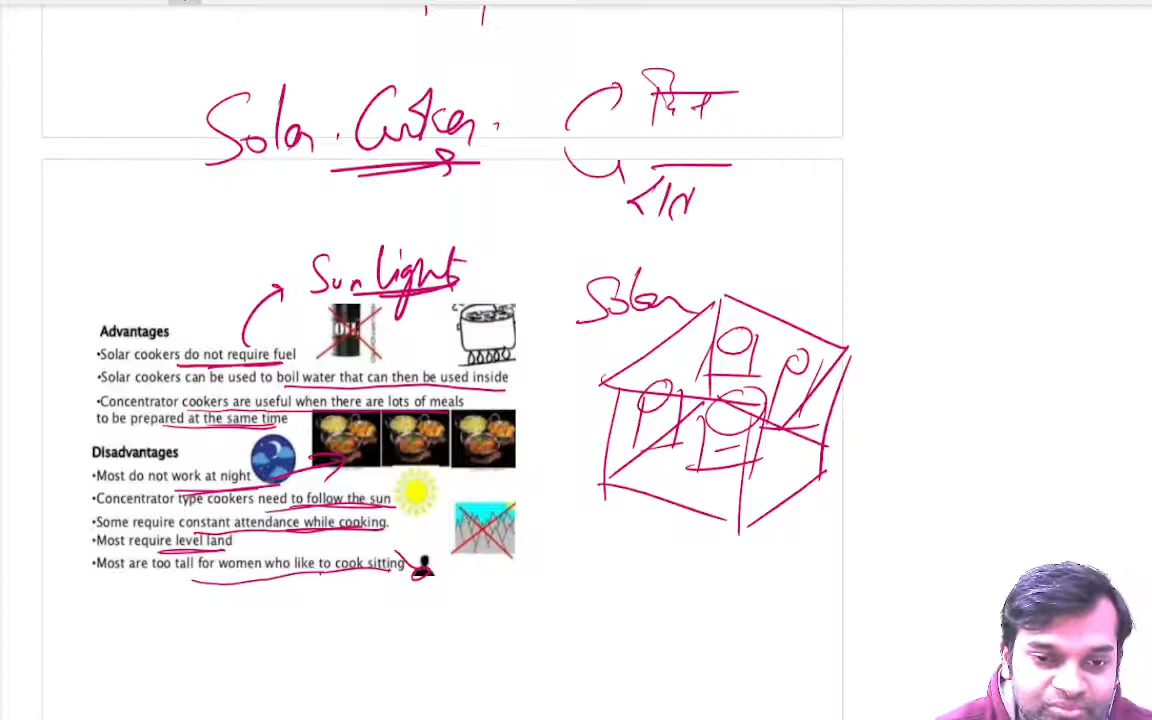 Solar Cooker.
दिन
रात
Sun light
Solar
Advantages
•Solar cookers do not require fuel
•Solar cookers can be used to boil water that can then be used inside
•Concentrator cookers are useful when there are lots of meals
to be prepared at the same time
Disadvantages
•Most do not work at night
•Concentrator type cookers need to follow the sun
•Some require constant attendance while cooking.
•Most require level land
•Most are too tall for women who like to cook sitting